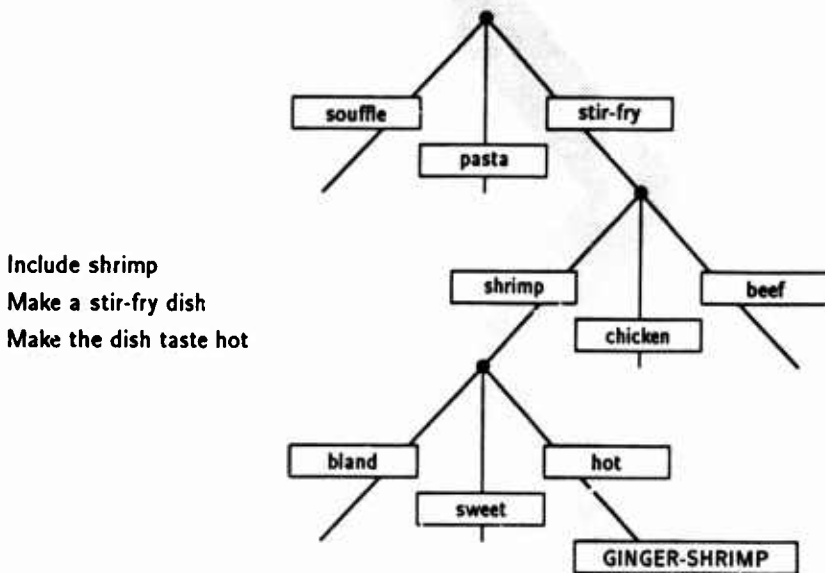 souffle
stir-fry
pasta
Include shrimp
Make a stir-fry dish
Make the dish taste hot
shrimp
beef
chicken
bland
hot
sweet
GINGER-SHRIMP